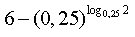 6 − (0, 25)^{log_{0,25} 2}